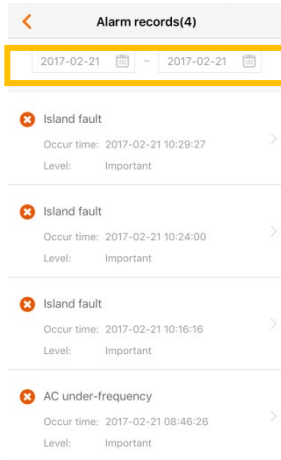 Alarm records(4)
2017-02-21 - 2017-02-21
Island fault
Occur time: 2017-02-21 10:29:27
Level: Important
Island fault
Occur time: 2017-02-21 10:24:00
Level: Important
Island fault
Occur time: 2017-02-21 10:16:16
Level: Important
AC under-frequency
Occur time: 2017-02-21 08:46:26
Level: Important